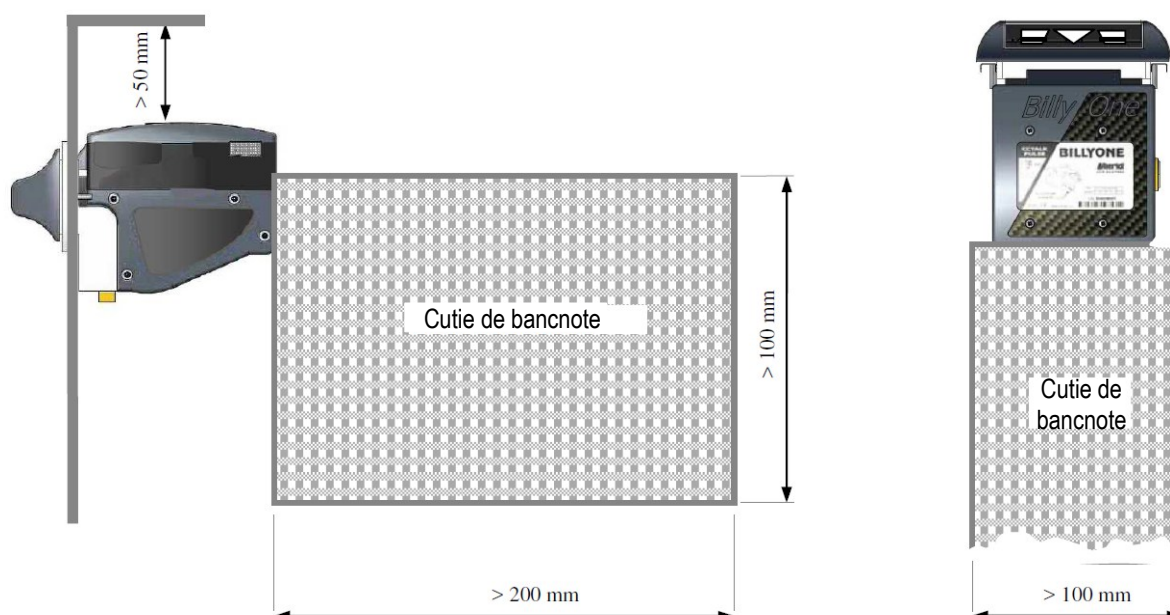 > 50 mm
Cutie de bancnote
> 100 mm
> 200 mm
Billy One
BILLYONE
Cutie de
bancnote
> 100 mm